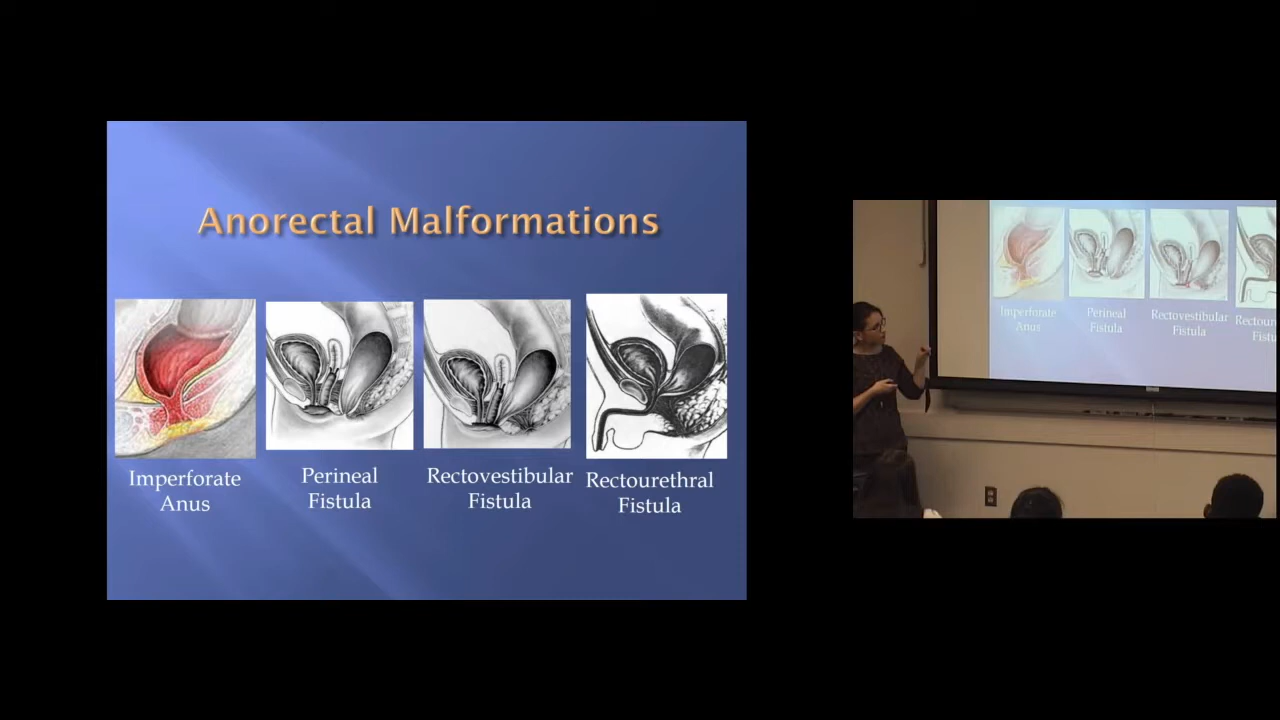 Anorectal Malformations
Imperforate
Anus
Perineal
Fistula
Rectovestibular
Fistula
Rectourethral
Fistula
Imperforate
Anus
Perineal
Fistula
Rectovestibular
Fistula